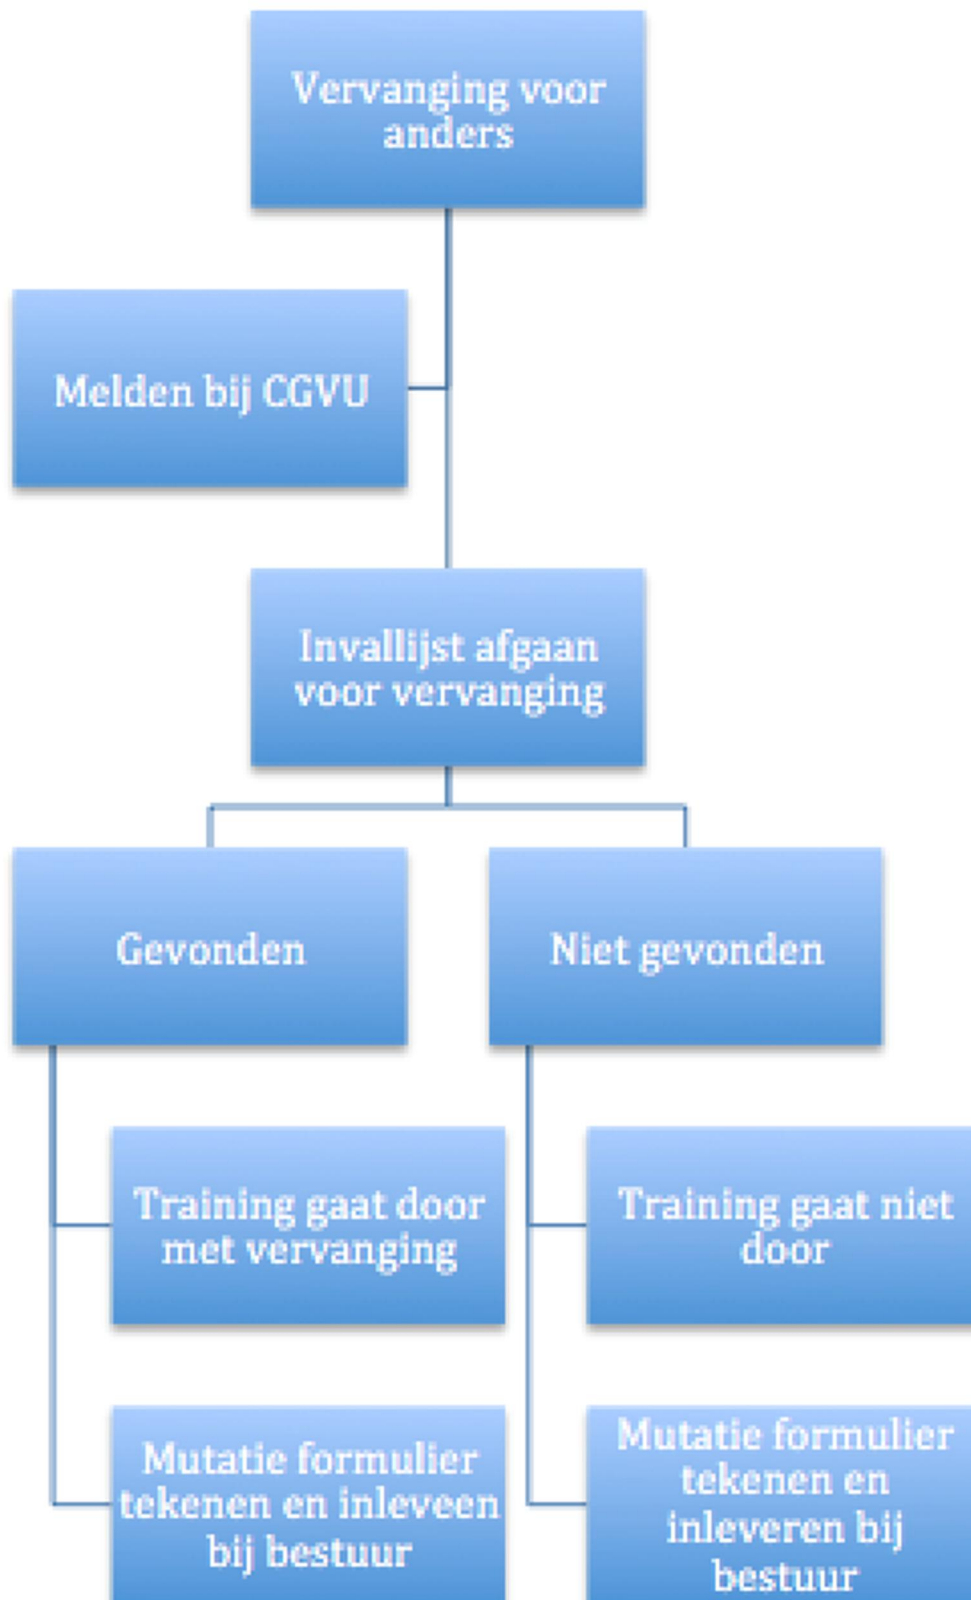 Vervanging voor
anders
Melden bij CGVU
Invallijst afgaan
voor vervanging
Gevonden
Niet gevonden
Training gaat door
met vervanging
Training gaat niet
door
Mutatie formulier
tekenen en inleveen
bij bestuur
Mutatie formulier
tekenen en
inleveren bij
bestuur